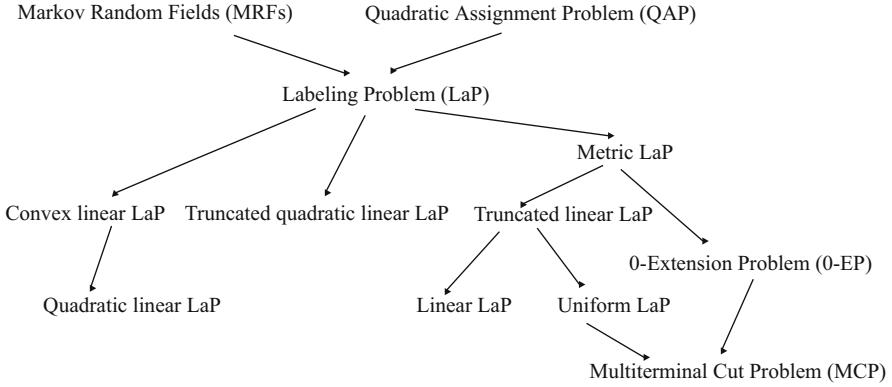 Markov Random Fields (MRFs)
Quadratic Assignment Problem (QAP)
Labeling Problem (LaP)
Metric LaP
Convex linear LaP
Truncated quadratic linear LaP
Truncated linear LaP
0-Extension Problem (0-EP)
Quadratic linear LaP
Linear LaP
Uniform LaP
Multiterminal Cut Problem (MCP)